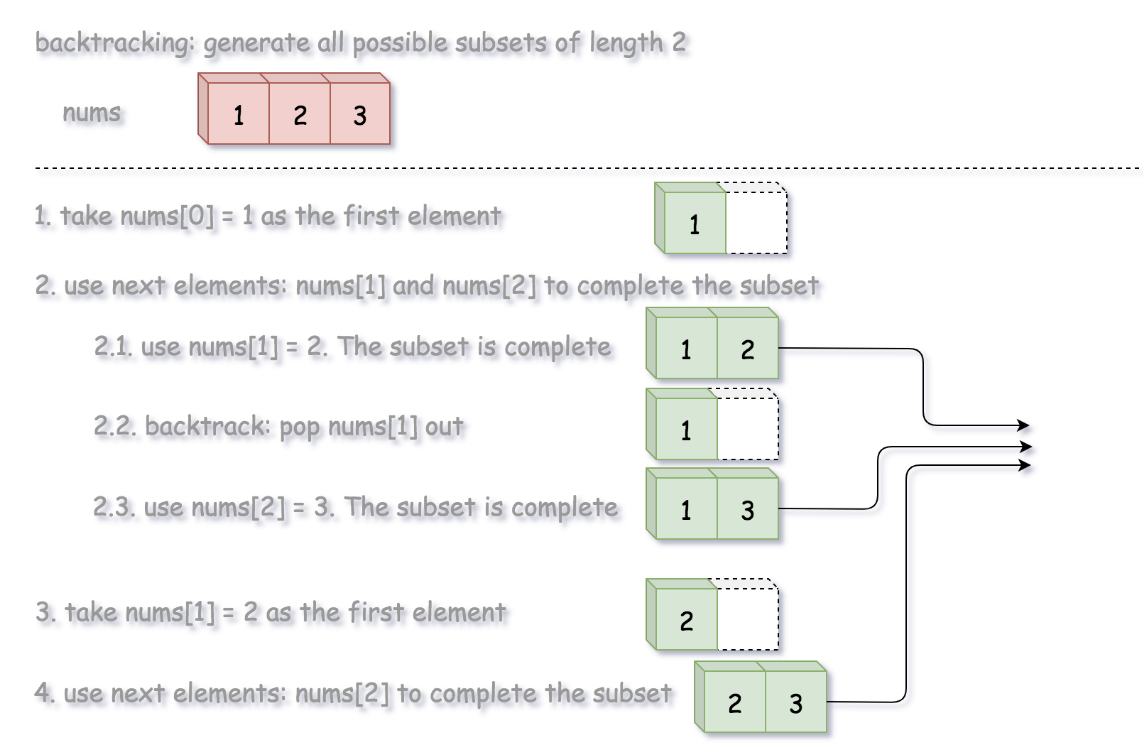 backtracking: generate all possible subsets of length 2
nums 1 2 3
1. take nums[0] = 1 as the first element 1
2. use next elements: nums[1] and nums[2] to complete the subset
2.1. use nums[1] = 2. The subset is complete 1 2
2.2. backtrack: pop nums[1] out 1
2.3. use nums[2] = 3. The subset is complete 1 3
3. take nums[1] = 2 as the first element 2
4. use next elements: nums[2] to complete the subset 2 3